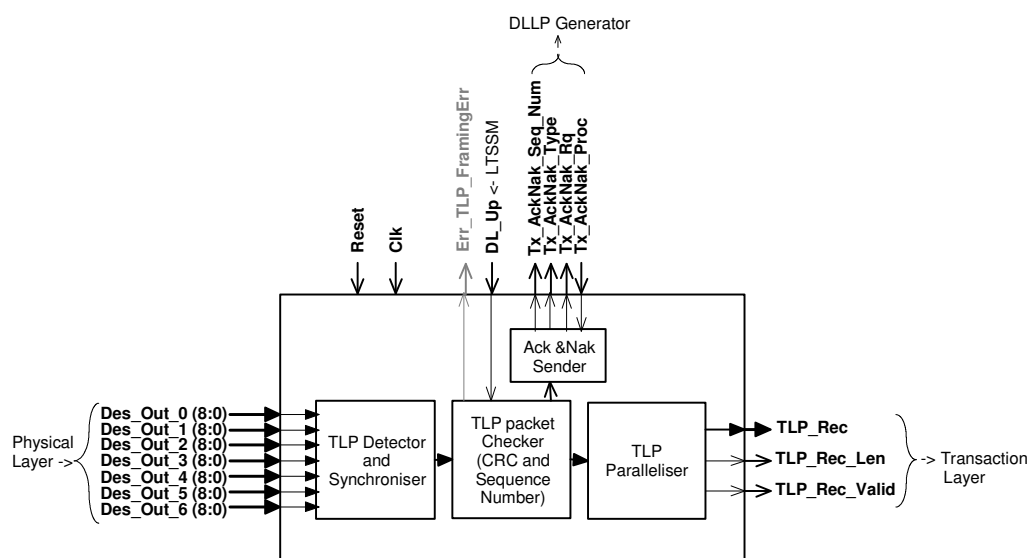 DLLP Generator
Reset
Clk
Err_TLP_FramingErr
DL_Up <- LTSSM
Tx_AckNak_Seq_Num
Tx_AckNak_Type
Tx_AckNak_Rq
Tx_AckNak_Proc
Ack &Nak
Sender
Physical
Layer ->
Des_Out_0 (8:0)
Des_Out_1 (8:0)
Des_Out_2 (8:0)
Des_Out_3 (8:0)
Des_Out_4 (8:0)
Des_Out_5 (8:0)
Des_Out_6 (8:0)
TLP Detector
and
Synchroniser
TLP packet
Checker
(CRC and
Sequence
Number)
TLP
Paralleliser
TLP_Rec
TLP_Rec_Len
TLP_Rec_Valid
-> Transaction
Layer